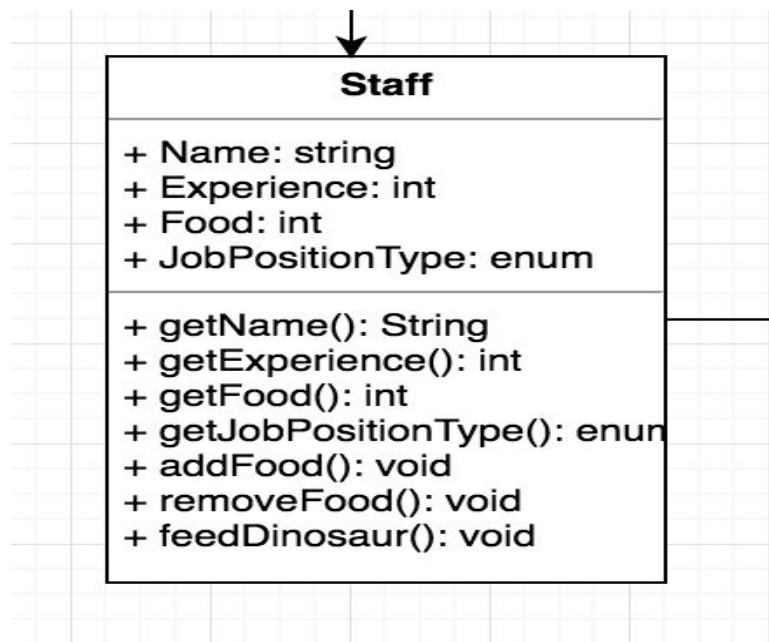 Staff
+ Name: string
+ Experience: int
+ Food: int
+ JobPositionType: enum
+ getName(): String
+ getExperience(): int
+ getFood(): int
+ getJobPositionType(): enum
+ addFood(): void
+ removeFood(): void
+ feedDinosaur(): void